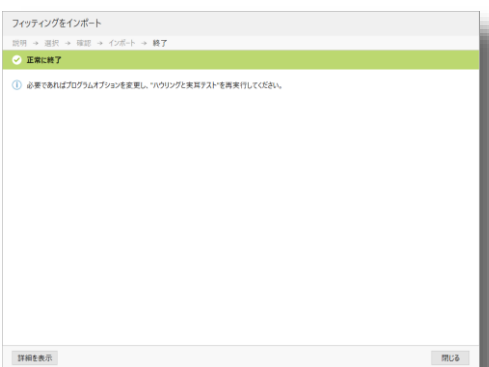 フィッティングをインポート
説明 → 選択 → 確認 → インポート → 終了
正常に終了
必要であればプログラムオプションを変更し、"ハウリングと実耳テスト"を再実行してください。
詳細を表示
閉じる